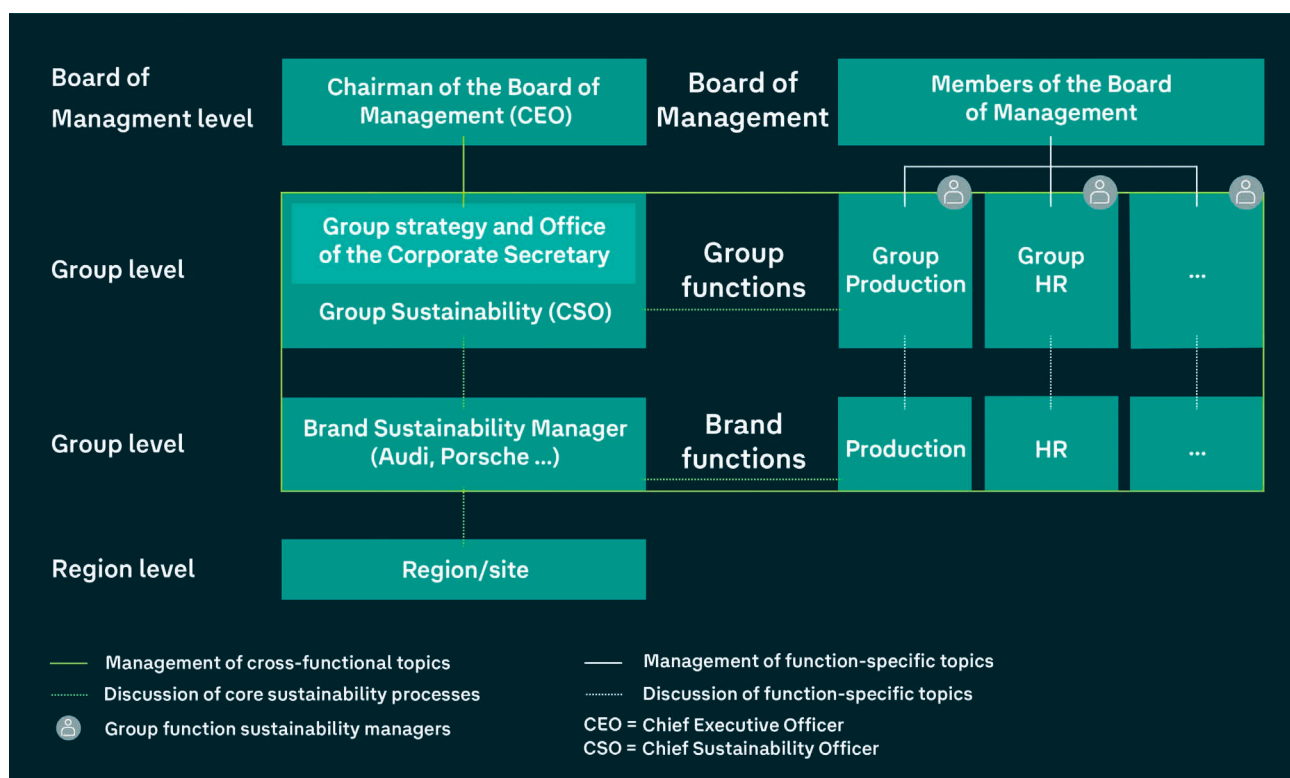 Board of
Managment level
Chairman of the Board of
Management (CEO)
Board of
Management
Members of the Board
of Management
Group level
Group strategy and Office
of the Corporate Secretary
Group Sustainability (CSO)
Group
functions
Group
Production
Group
HR
...
Group level
Brand Sustainability Manager
(Audi, Porsche ...)
Brand
functions
Production
HR
...
Region level
Region/site
Management of cross-functional topics
Discussion of core sustainability processes
Group function sustainability managers
Management of function-specific topics
Discussion of function-specific topics
CEO = Chief Executive Officer
CSO = Chief Sustainability Officer